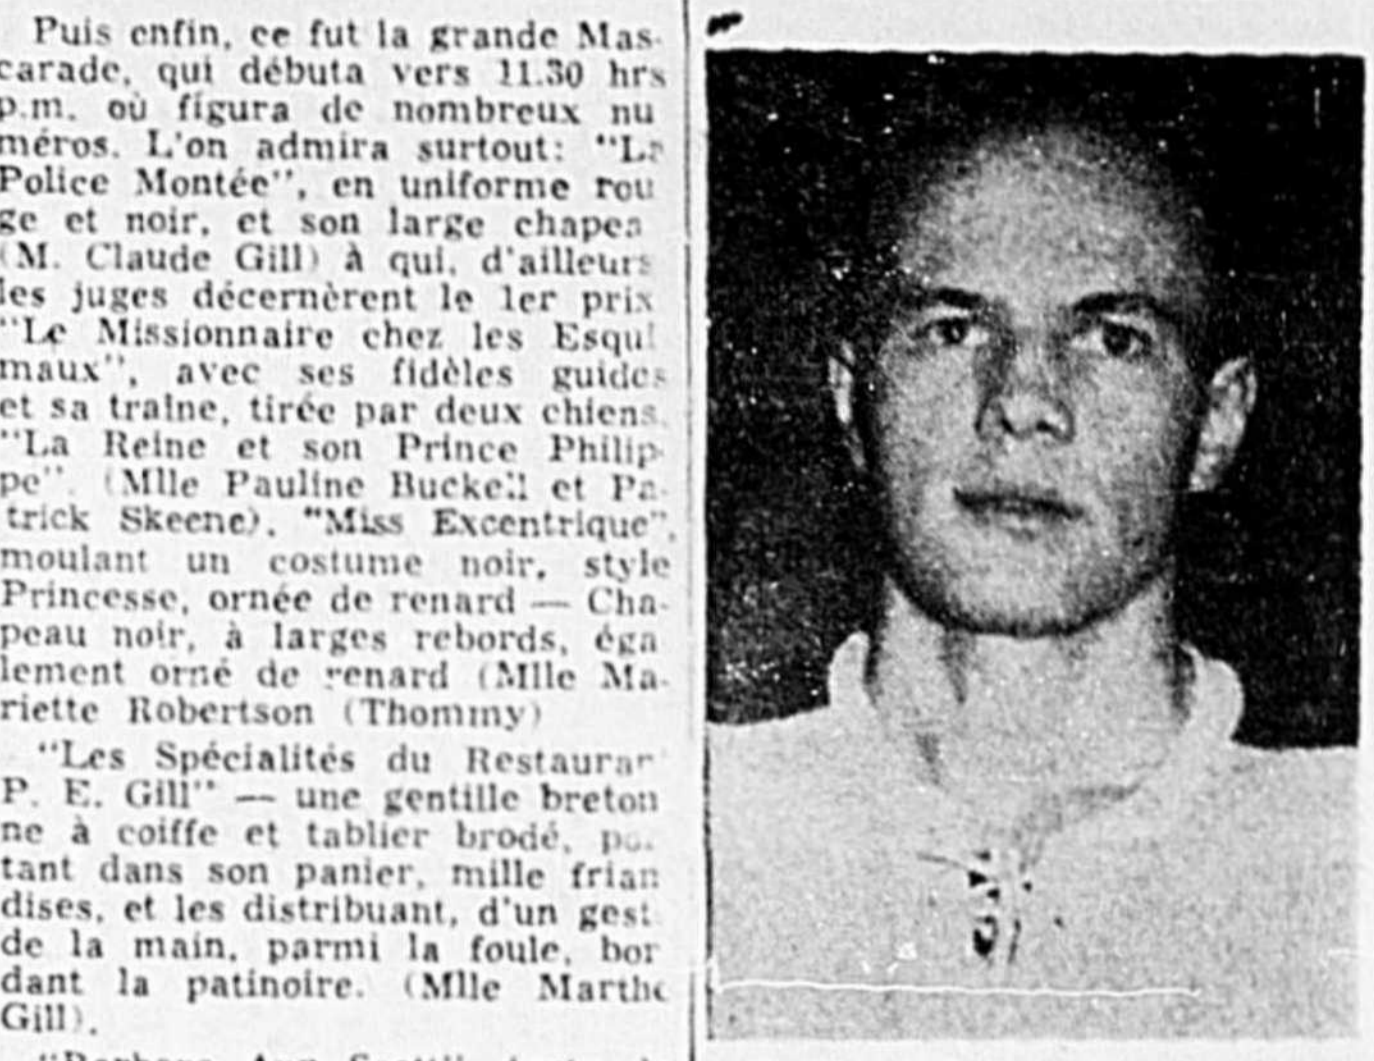 Puis enfin, ce fut la grande Mas-
carade, qui débuta vers 11.30 hrs
p.m. où figura de nombreux nu
méros. L'on admira surtout: "La
Police Montée", en uniforme rou
ge et noir, et son large chapea
(M. Claude Gill) à qui, d'ailleurs
les juges décernèrent le 1er prix
"Le Missionnaire chez les Esqui
maux", avec ses fidèles guides
et sa traîne, tirée par deux chiens.
"La Reine et son Prince Philip-
pe". (Mlle Pauline Buckell et Pa-
trick Skeene). "Miss Excentrique",
moulant un costume noir, style
Princesse, ornée de renard — Cha-
peau noir, à larges rebords, éga
lement orné de renard (Mlle Ma-
riette Robertson (Thommy)
"Les Spécialités du Restauran
P. E. Gill" — une gentille breton
ne à coiffe et tablier brodé, po
tant dans son panier, mille frian
dises, et les distribuant, d'un gest
de la main, parmi la foule, bor
dant la patinoire. (Mlle Marthe
Gill).